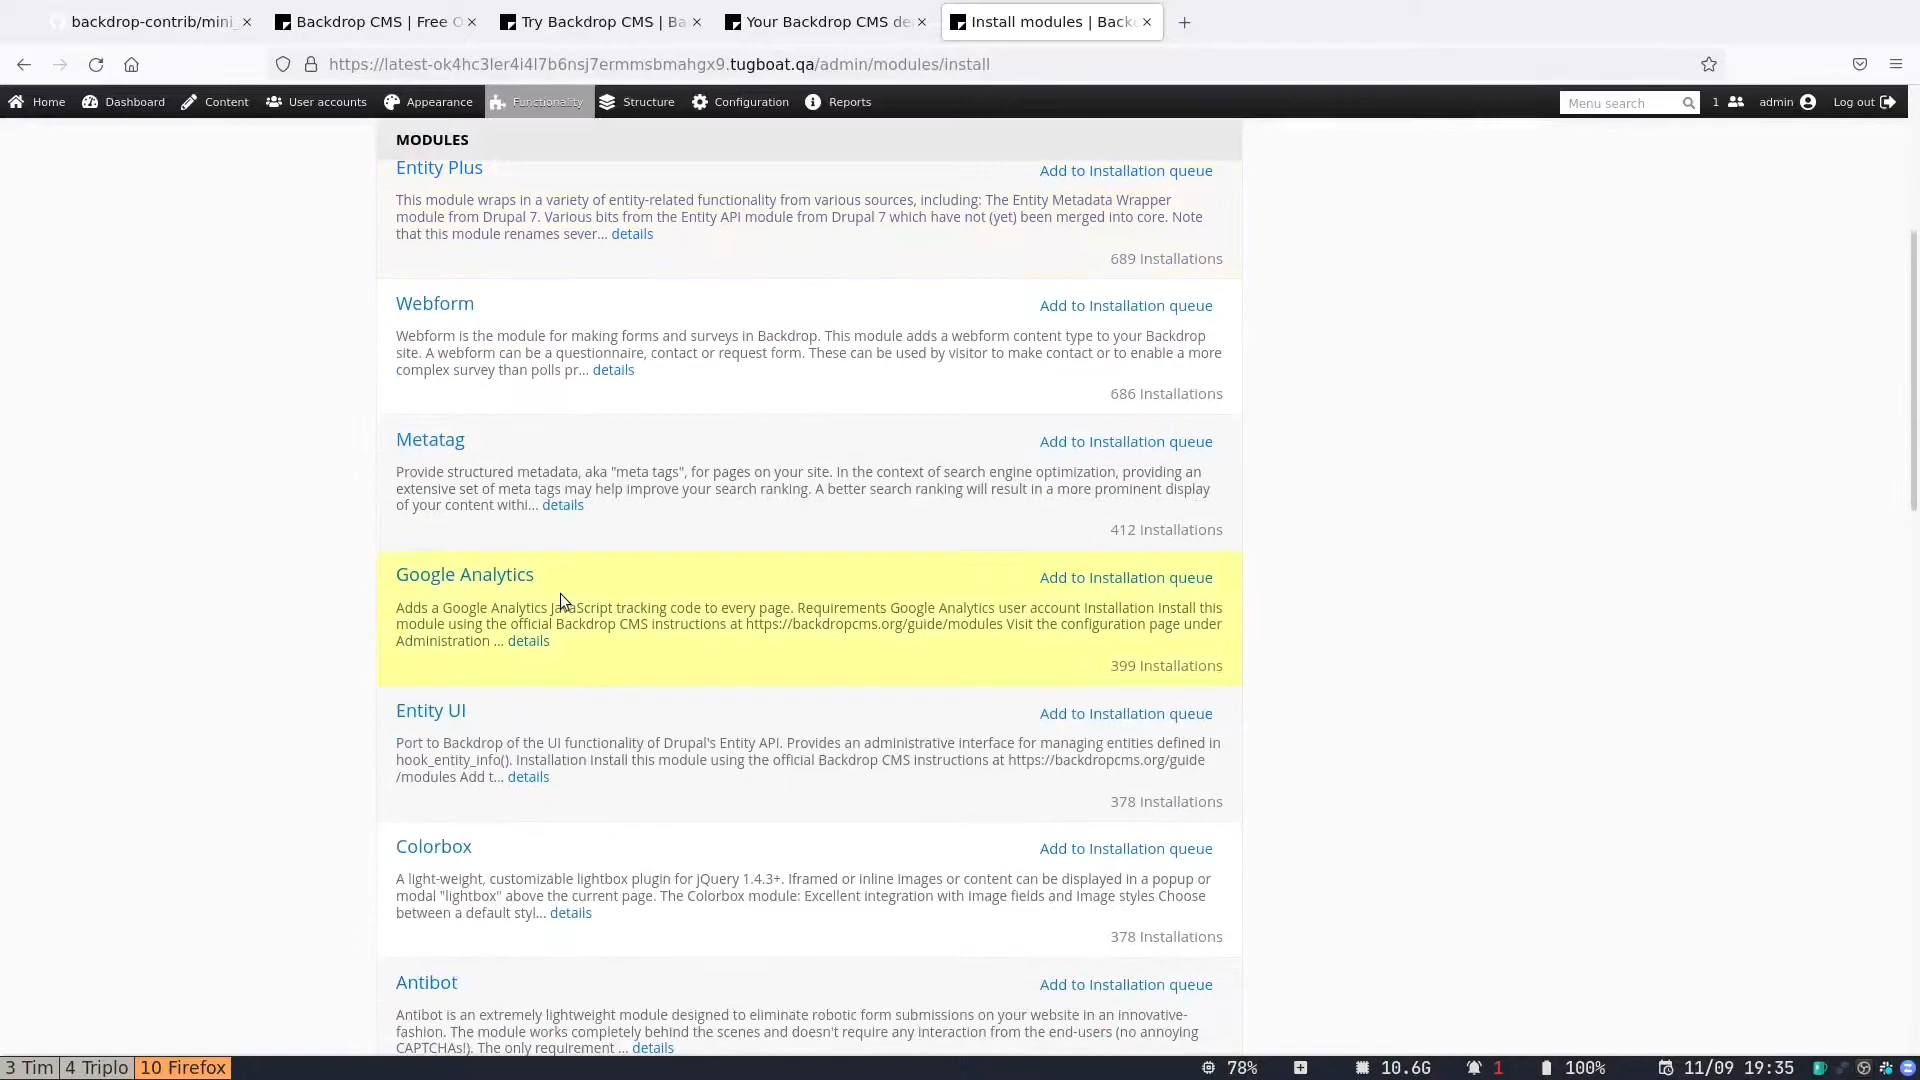 backdrop-contrib/mini_
Backdrop CMS | Free O
Try Backdrop CMS | Ba
Your Backdrop CMS de
Install modules | Backd
https://latest-ok4hc3ler4i4l7b6nsj7ermmsbmahgx9.tugboat.qa/admin/modules/install
Home Dashboard Content User accounts Appearance Functionality Structure Configuration Reports Menu search 1 admin Log out
MODULES
Entity Plus Add to Installation queue
This module wraps in a variety of entity-related functionality from various sources, including: The Entity Metadata Wrapper
module from Drupal 7. Various bits from the Entity API module from Drupal 7 which have not (yet) been merged into core. Note
that this module renames sever... details
689 Installations
Webform Add to Installation queue
Webform is the module for making forms and surveys in Backdrop. This module adds a webform content type to your Backdrop
site. A webform can be a questionnaire, contact or request form. These can be used by visitor to make contact or to enable a more
complex survey than polls pr... details
686 Installations
Metatag Add to Installation queue
Provide structured metadata, aka "meta tags", for pages on your site. In the context of search engine optimization, providing an
extensive set of meta tags may help improve your search ranking. A better search ranking will result in a more prominent display
of your content withi... details
412 Installations
Google Analytics Add to Installation queue
Adds a Google Analytics JavaScript tracking code to every page. Requirements Google Analytics user account Installation Install this
module using the official Backdrop CMS instructions at https://backdropcms.org/guide/modules Visit the configuration page under
Administration ... details
399 Installations
Entity UI Add to Installation queue
Port to Backdrop of the UI functionality of Drupal's Entity API. Provides an administrative interface for managing entities defined in
hook_entity_info(). Installation Install this module using the official Backdrop CMS instructions at https://backdropcms.org/guide
/modules Add t... details
378 Installations
Colorbox Add to Installation queue
A light-weight, customizable lightbox plugin for jQuery 1.4.3+. Iframed or inline images or content can be displayed in a popup or
modal "lightbox" above the current page. The Colorbox module: Excellent integration with Image fields and Image styles Choose
between a default styl... details
378 Installations
Antibot Add to Installation queue
Antibot is an extremely lightweight module designed to eliminate robotic form submissions on your website in an innovative-
fashion. The module works completely behind the scenes and doesn't require any interaction from the end-users (no annoying
CAPTCHAs!). The only requirement ... details
3 Tim 4 Triplo 10 Firefox 78% 10.6G 1 100% 11/09 19:35